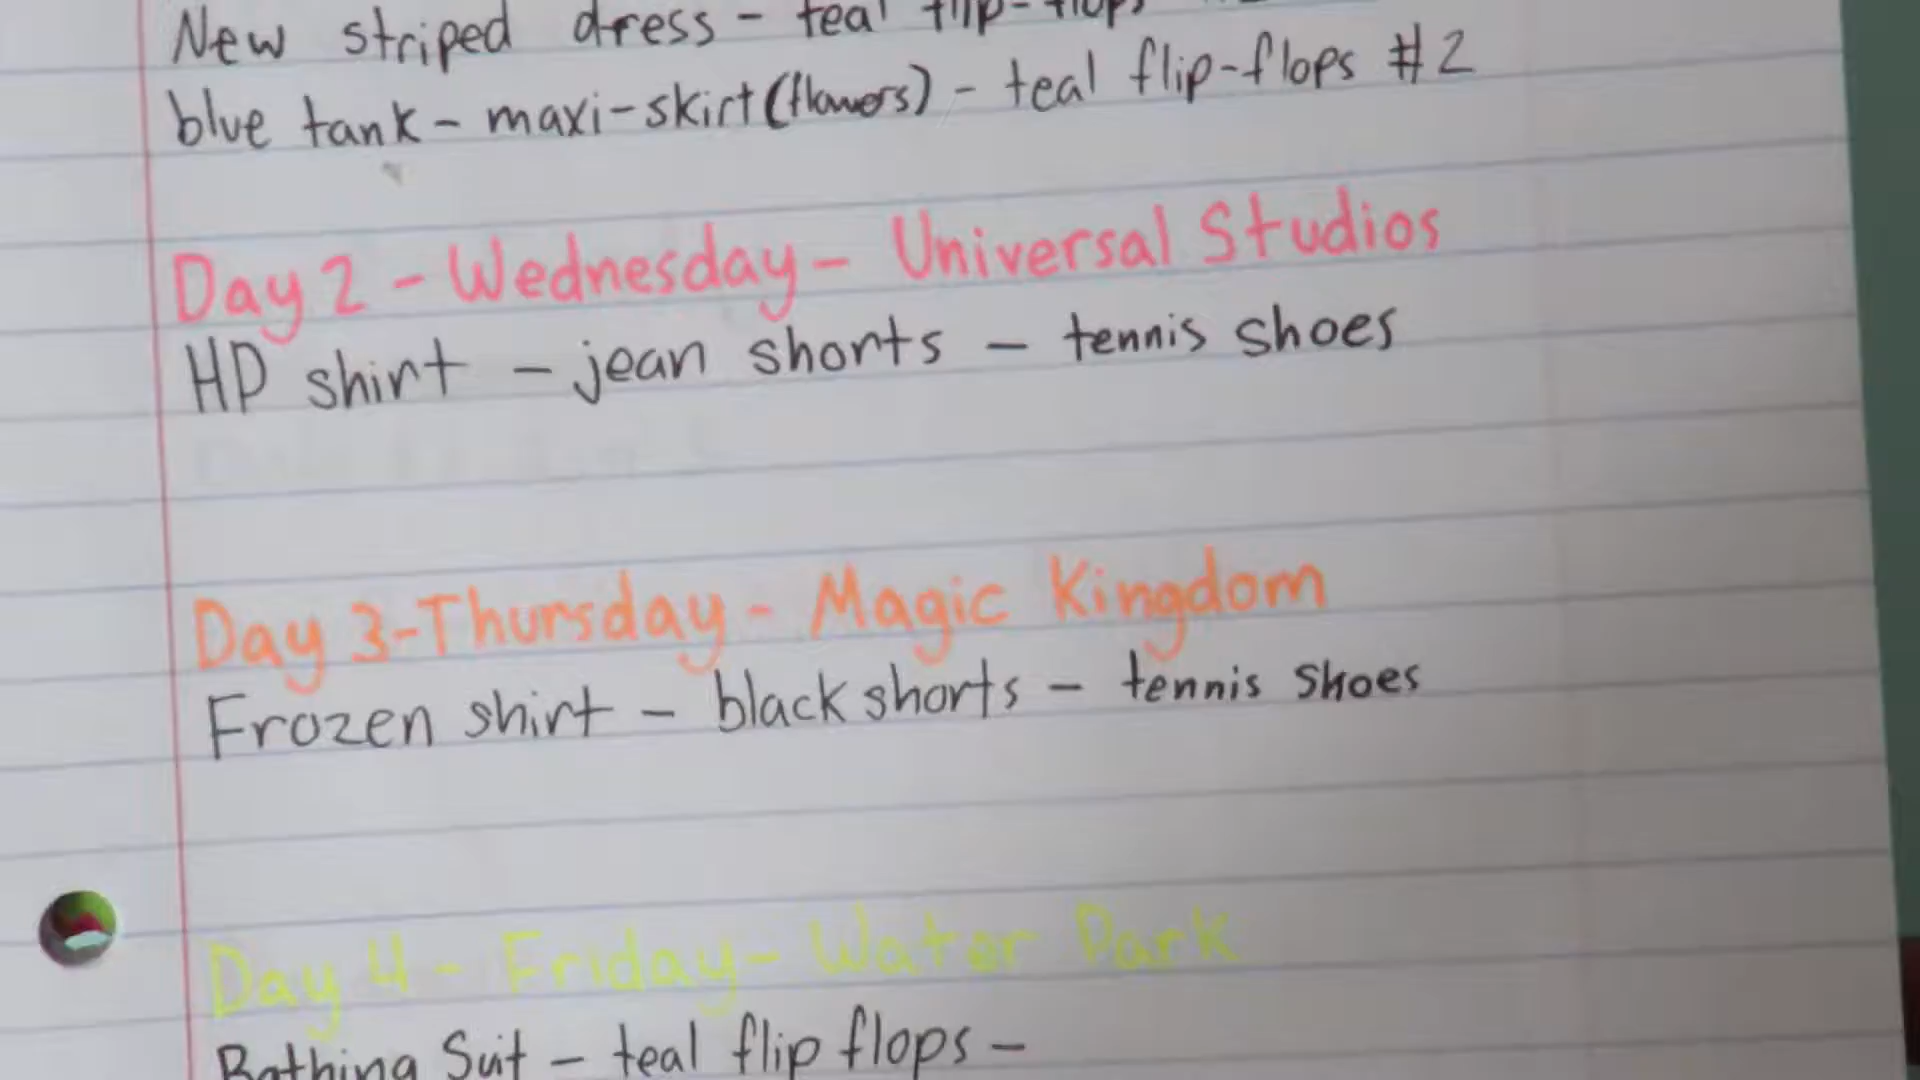 New striped dress - teal flip-flops
blue tank - maxi-skirt (flowers) - teal flip-flops #2
Day 2 - Wednesday - Universal Studios
HP shirt - jean shorts - tennis shoes
Day 3-Thursday - Magic Kingdom
Frozen shirt - black shorts - tennis shoes
Day 4 - Friday - Water Park
Bathing Suit - teal flip flops -